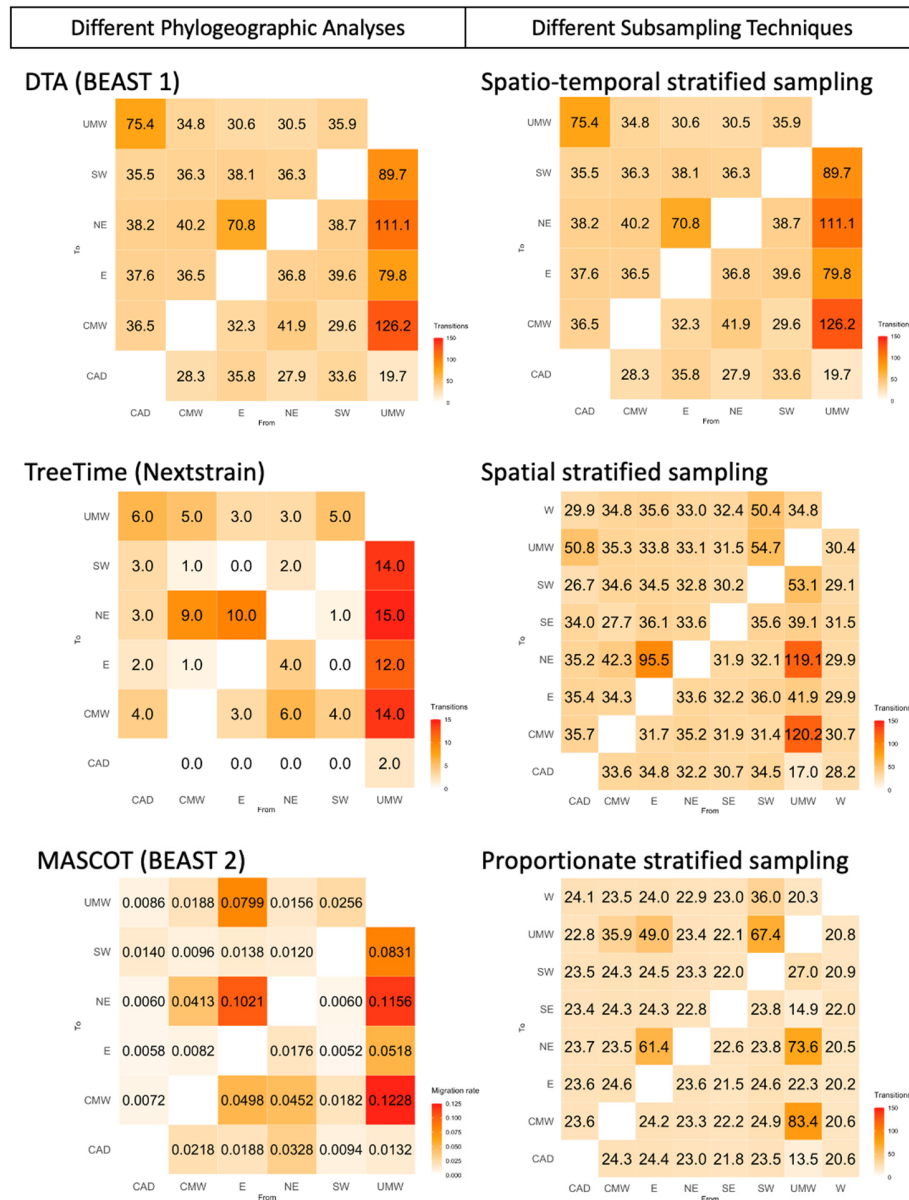 Different Phylogeographic Analyses
Different Subsampling Techniques
DTA (BEAST 1)
UMW 75.4 34.8 30.6 30.5 35.9
SW 35.5 36.3 38.1 36.3 89.7
NE 38.2 40.2 70.8 38.7 111.1
E 37.6 36.5 36.8 39.6 79.8
CMW 36.5 32.3 41.9 29.6 126.2
CAD 28.3 35.8 27.9 33.6 19.7
CAD CMW E NE SW UMW
From
To
Transitions
150
100
50
0
Spatio-temporal stratified sampling
UMW 75.4 34.8 30.6 30.5 35.9
SW 35.5 36.3 38.1 36.3 89.7
NE 38.2 40.2 70.8 38.7 111.1
E 37.6 36.5 36.8 39.6 79.8
CMW 36.5 32.3 41.9 29.6 126.2
CAD 28.3 35.8 27.9 33.6 19.7
CAD CMW E NE SW UMW
From
To
Transitions
150
100
50
0
TreeTime (Nextstrain)
UMW 6.0 5.0 3.0 3.0 5.0
SW 3.0 1.0 0.0 2.0 14.0
NE 3.0 9.0 10.0 1.0 15.0
E 2.0 1.0 4.0 0.0 12.0
CMW 4.0 3.0 6.0 4.0 14.0
CAD 0.0 0.0 0.0 0.0 2.0
CAD CMW E NE SW UMW
From
To
Transitions
15
10
5
0
Spatial stratified sampling
W 29.9 34.8 35.6 33.0 32.4 50.4 34.8
UMW 50.8 35.3 33.8 33.1 31.5 54.7 30.4
SW 26.7 34.6 34.5 32.8 30.2 53.1 29.1
SE 34.0 27.7 36.1 33.6 35.6 39.1 31.5
NE 35.2 42.3 95.5 31.9 32.1 119.1 29.9
E 35.4 34.3 33.6 32.2 36.0 41.9 29.9
CMW 35.7 31.7 35.2 31.9 31.4 120.2 30.7
CAD 33.6 34.8 32.2 30.7 34.5 17.0 28.2
CAD CMW E NE SE SW UMW W
From
To
Transitions
150
100
50
0
MASCOT (BEAST 2)
UMW 0.0086 0.0188 0.0799 0.0156 0.0256
SW 0.0140 0.0096 0.0138 0.0120 0.0831
NE 0.0060 0.0413 0.1021 0.0060 0.1156
E 0.0058 0.0082 0.0176 0.0052 0.0518
CMW 0.0072 0.0498 0.0452 0.0182 0.1228
CAD 0.0218 0.0188 0.0328 0.0094 0.0132
CAD CMW E NE SW UMW
From
To
Migration rate
0.125
0.100
0.075
0.050
0.025
0.000
Proportionate stratified sampling
W 24.1 23.5 24.0 22.9 23.0 36.0 20.3
UMW 22.8 35.9 49.0 23.4 22.1 67.4 20.8
SW 23.5 24.3 24.5 23.3 22.0 27.0 20.9
SE 23.4 24.3 24.3 22.8 23.8 14.9 22.0
NE 23.7 23.5 61.4 22.6 23.8 73.6 20.5
E 23.6 24.6 23.6 21.5 24.6 22.3 20.2
CMW 23.6 24.2 23.3 22.2 24.9 83.4 20.6
CAD 24.3 24.4 23.0 21.8 23.5 13.5 20.6
CAD CMW E NE SE SW UMW W
From
To
Transitions
150
100
50
0